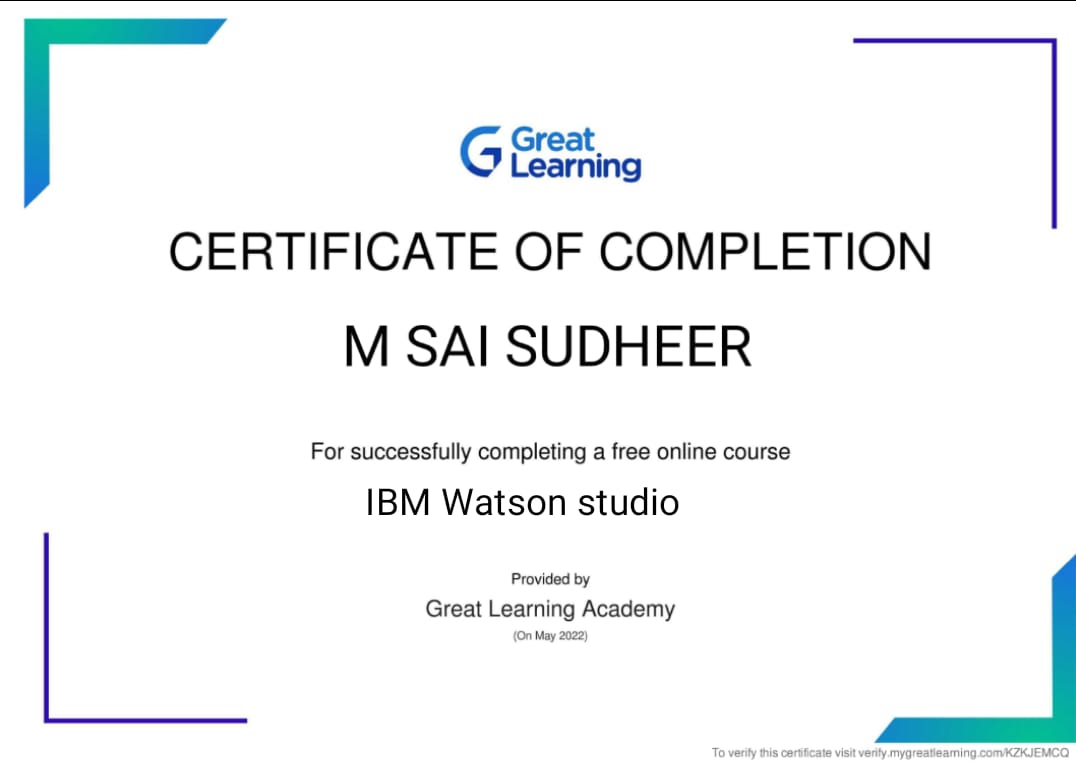 Great
Learning
CERTIFICATE OF COMPLETION
M SAI SUDHEER
For successfully completing a free online course
IBM Watson studio
Provided by
Great Learning Academy
(On May 2022)
To verify this certificate visit verify.mygreatlearning.com/KZKJEMCQ